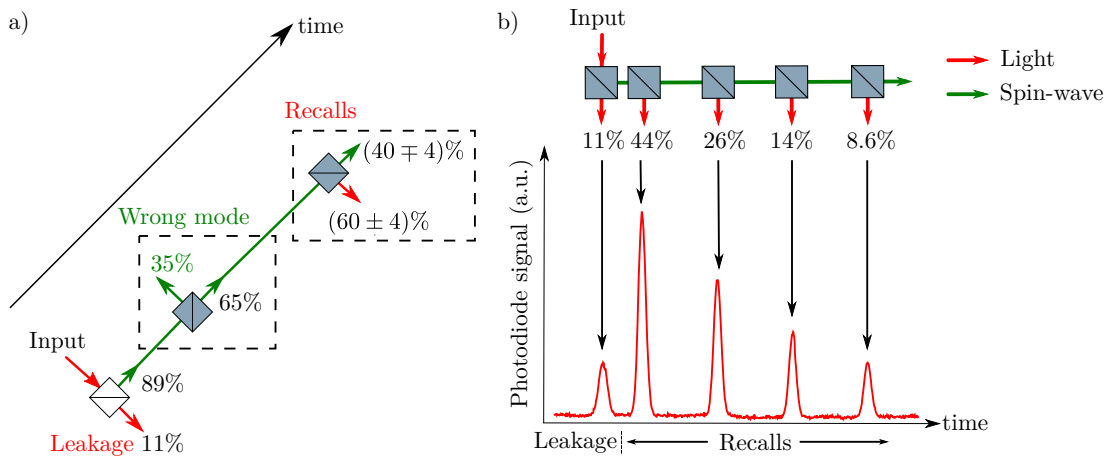 a)
time
Recalls
(40 ∓ 4)%
(60 ± 4)%
Wrong mode
35%
65%
Input
89%
Leakage 11%
b)
Input
Light
Spin-wave
11% 44% 26% 14% 8.6%
Photodiode signal (a.u.)
time
Leakage Recalls